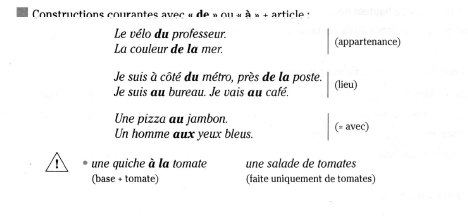 Constructions courantes avec « de » ou « à » + article :
Le vélo du professeur.
La couleur de la mer.
(appartenance)
Je suis à côté du métro, près de la poste.
Je suis au bureau. Je vais au café.
(lieu)
Une pizza au jambon.
Un homme aux yeux bleus.
(= avec)
• une quiche à la tomate une salade de tomates
(base + tomate) (faite uniquement de tomates)